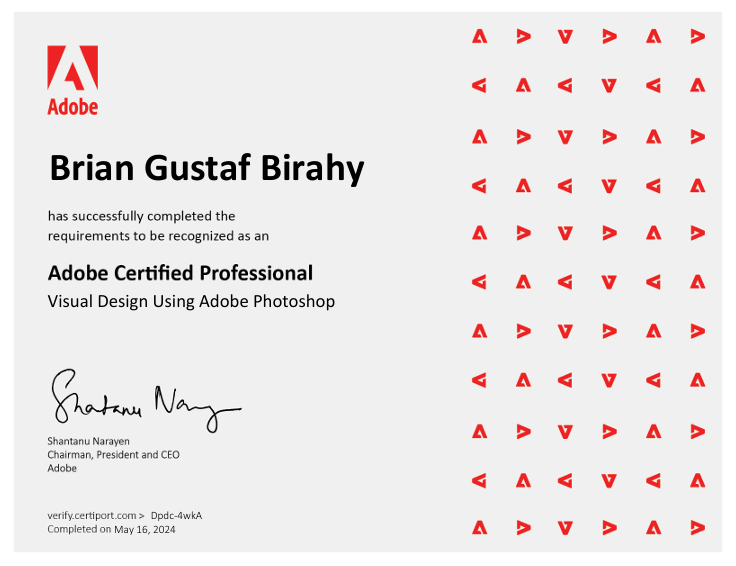 Adobe
Brian Gustaf Birahy
has successfully completed the
requirements to be recognized as an
Adobe Certified Professional
Visual Design Using Adobe Photoshop
Shantanu Narayen
Shantanu Narayen
Chairman, President and CEO
Adobe
verify.certiport.com > Dpdc-4wkA
Completed on May 16, 2024